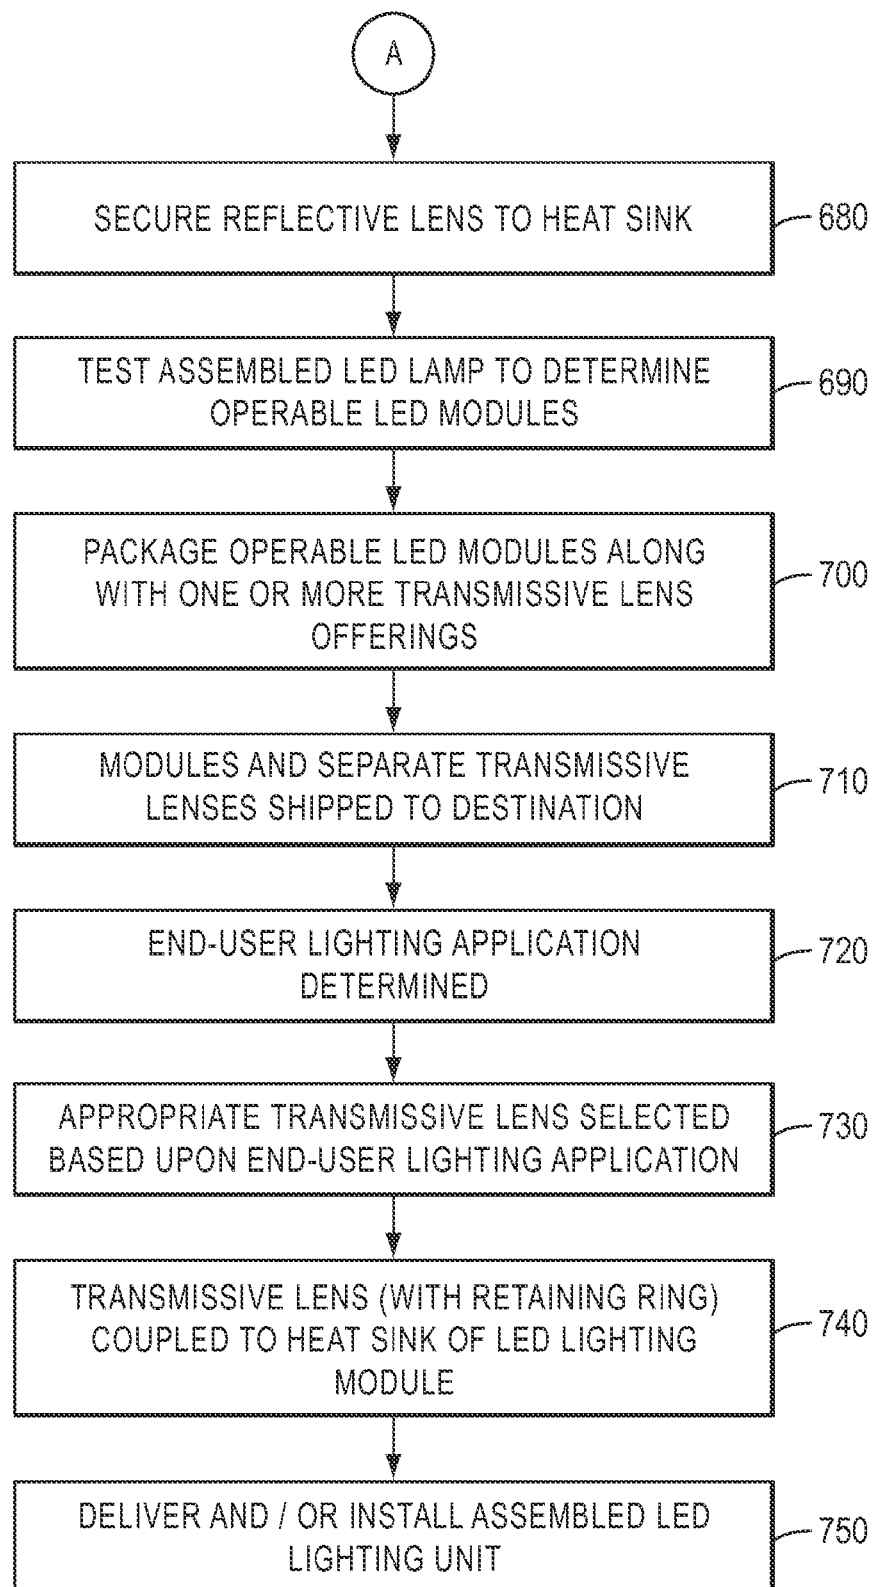 A
SECURE REFLECTIVE LENS TO HEAT SINK
680
TEST ASSEMBLED LED LAMP TO DETERMINE
OPERABLE LED MODULES
690
PACKAGE OPERABLE LED MODULES ALONG
WITH ONE OR MORE TRANSMISSIVE LENS
OFFERINGS
700
MODULES AND SEPARATE TRANSMISSIVE
LENSES SHIPPED TO DESTINATION
710
END-USER LIGHTING APPLICATION
DETERMINED
720
APPROPRIATE TRANSMISSIVE LENS SELECTED
BASED UPON END-USER LIGHTING APPLICATION
730
TRANSMISSIVE LENS (WITH RETAINING RING)
COUPLED TO HEAT SINK OF LED LIGHTING
MODULE
740
DELIVER AND / OR INSTALL ASSEMBLED LED
LIGHTING UNIT
750